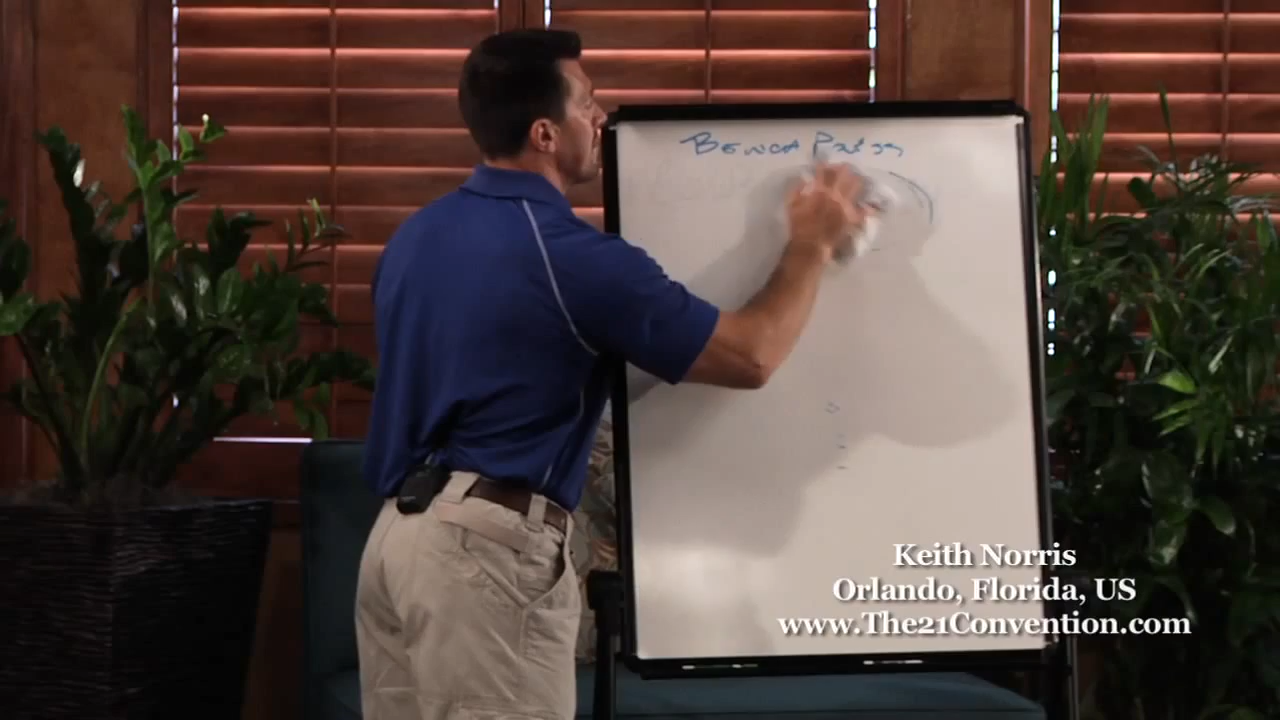 BENCH PRESS
Keith Norris
Orlando, Florida, US
www.The21Convention.com